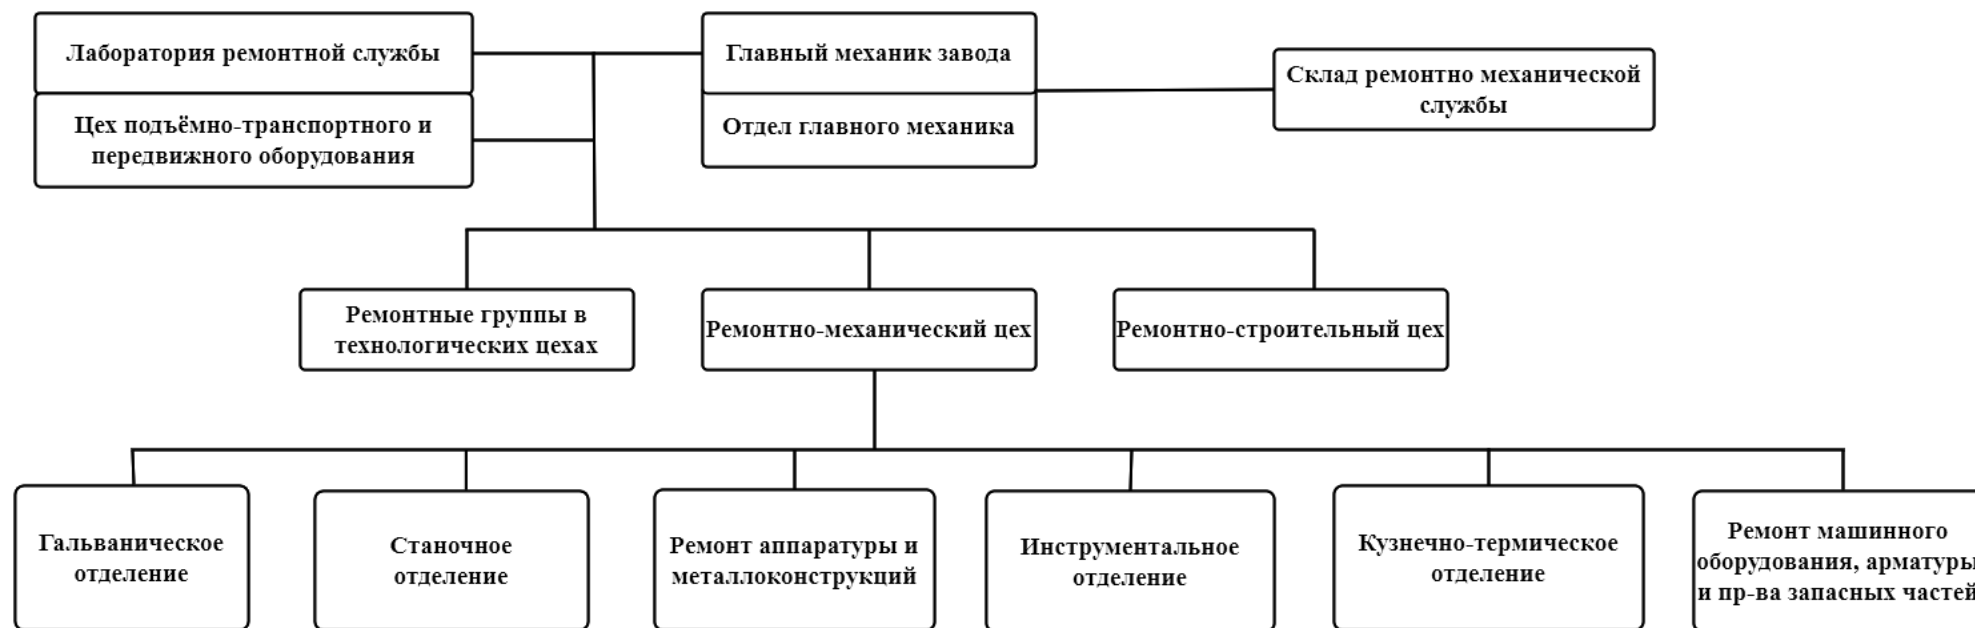 Лаборатория ремонтной службы
Главный механик завода
Склад ремонтно механической
службы
Цех подъёмно-транспортного и
передвижного оборудования
Отдел главного механика
Ремонтные группы в
технологических цехах
Ремонтно-механический цех
Ремонтно-строительный цех
Гальваническое
отделение
Станочное
отделение
Ремонт аппаратуры и
металлоконструкций
Инструментальное
отделение
Кузнечно-термическое
отделение
Ремонт машинного
оборудования, арматуры
и пр-ва запасных частей